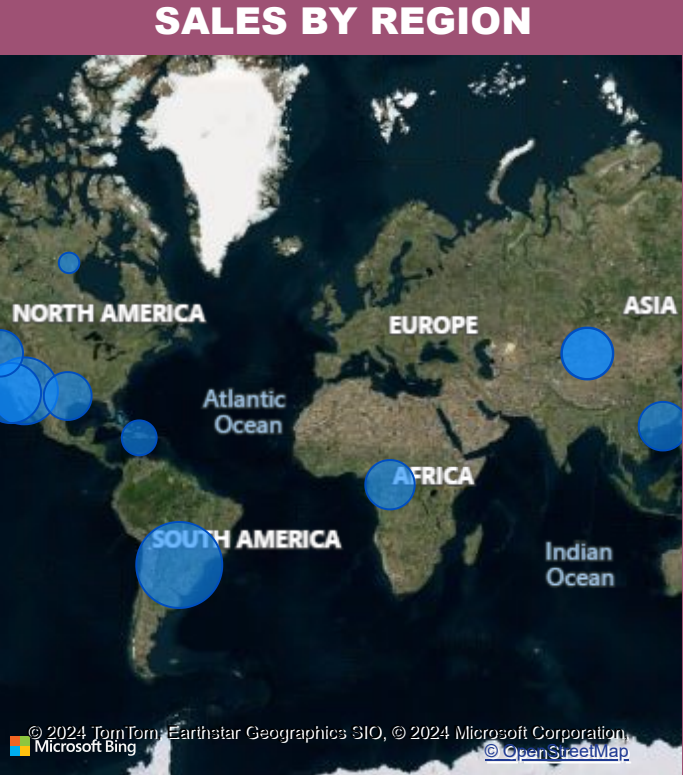 SALES BY REGION
ASIA
NORTH AMERICA
EUROPE
Atlantic
Ocean
AFRICA
SOUTH AMERICA
Indian
Ocean
© 2024 TomTom, Earthstar Geographics SIO, © 2024 Microsoft Corporation,
Microsoft Bing
© OpenStreetMap